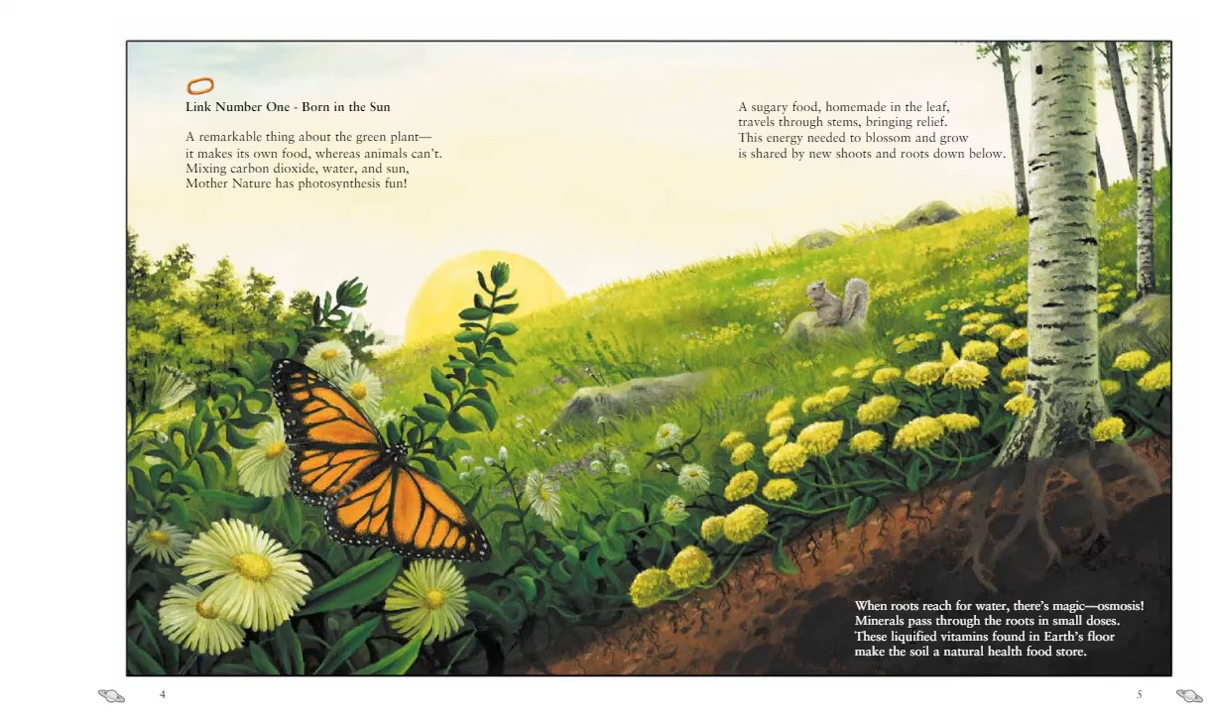 Link Number One - Born in the Sun
A remarkable thing about the green plant—
it makes its own food, whereas animals can't.
Mixing carbon dioxide, water, and sun,
Mother Nature has photosynthesis fun!
A sugary food, homemade in the leaf,
travels through stems, bringing relief.
This energy needed to blossom and grow
is shared by new shoots and roots down below.
When roots reach for water, there's magic—osmosis!
Minerals pass through the roots in small doses.
These liquified vitamins found in Earth's floor
make the soil a natural health food store.
4
5